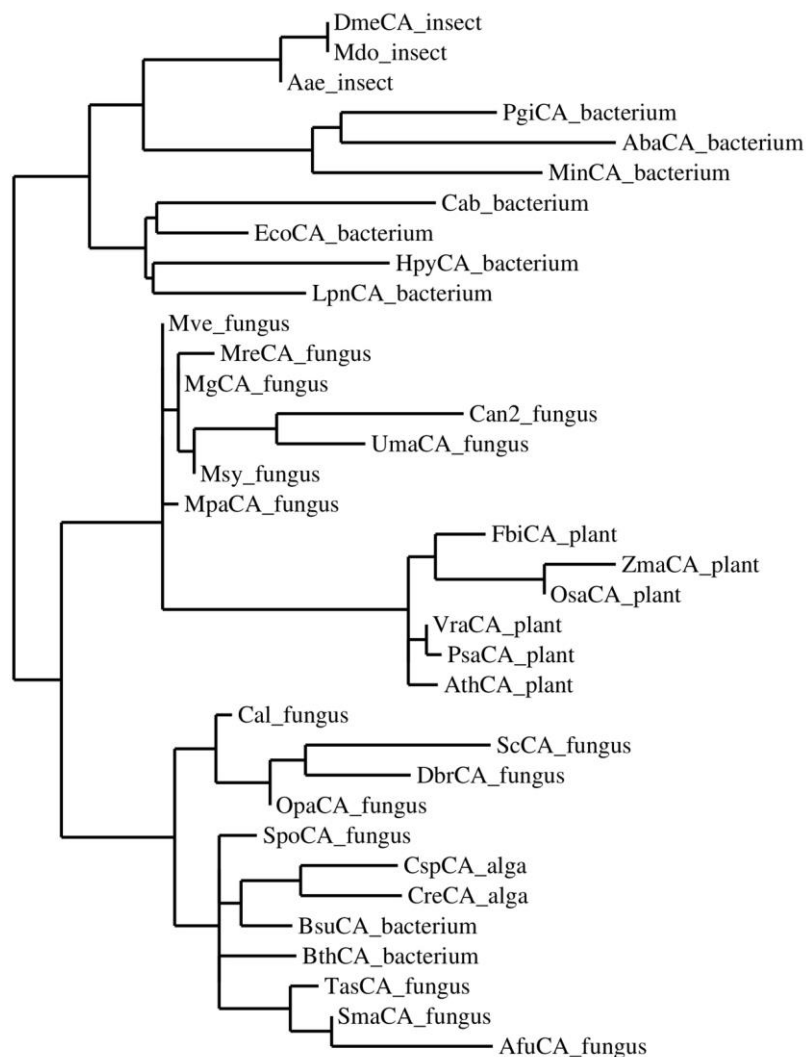 DmeCA_insect
Mdo_insect
Aae_insect
PgiCA_bacterium
AbaCA_bacterium
MinCA_bacterium
Cab_bacterium
EcoCA_bacterium
HpyCA_bacterium
LpnCA_bacterium
Mve_fungus
MreCA_fungus
MgCA_fungus
Can2_fungus
UmaCA_fungus
Msy_fungus
MpaCA_fungus
FbiCA_plant
ZmaCA_plant
OsaCA_plant
VraCA_plant
PsaCA_plant
AthCA_plant
Cal_fungus
ScCA_fungus
DbrCA_fungus
OpaCA_fungus
SpoCA_fungus
CspCA_alga
CreCA_alga
BsuCA_bacterium
BthCA_bacterium
TasCA_fungus
SmaCA_fungus
AfuCA_fungus